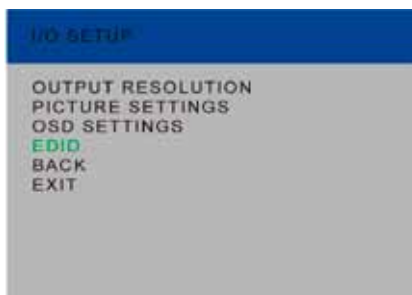 I/O SETUP
OUTPUT RESOLUTION
PICTURE SETTINGS
OSD SETTINGS
EDID
BACK
EXIT